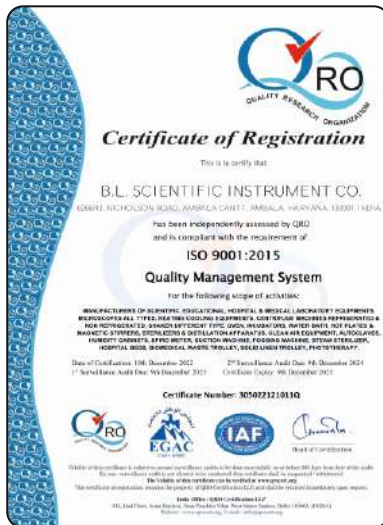 QRO
QUALITY RESEARCH ORGANIZATION
Certificate of Registration
This is to certify that
B.L. SCIENTIFIC INSTRUMENT CO.
NICHOLSON ROAD, AMBALA CANTT, AMBALA, HARYANA, 133001, INDIA
has been independently assessed by QRO
and is compliant with the requirement of
ISO 9001:2015
Quality Management System
For the following scope of activities:
MANUFACTURERS OF SCIENTIFIC, EDUCATIONAL, HOSPITAL & MEDICAL LABORATORY EQUIPMENTS
MICROSCOPES ALL TYPES, HEATING COOLING EQUIPMENTS, CENTRIFUGE MACHINES REFRIGERATED &
NON REFRIGERATED, SHAKER DIFFERENT TYPE, OVEN, INCUBATORS, WATER BATH, HOT PLATES &
MAGNETIC STIRRERS, STERILIZERS & DISTILLATION APPARATUS, CLEAN AIR EQUIPMENT, AUTOCLAVES,
HUMIDITY CABINETS, SPIROMETER, SUCTION MACHINE, FOGGING MACHINE, STEAM STERILIZER,
HOSPITAL BEDS, BIOMEDICAL WASTE TROLLEY, SOLID LINEN TROLLEY, PHOTOTHERAPY.
Date of Certification: 10th December 2022
2nd Surveillance Audit Due: 9th December 2024
1st Surveillance Audit Due: 9th December 2023
Certificate Expiry: 9th December 2025
Certificate Number: 305022121011Q
QRO
EGAC
IAF
Head of Certification